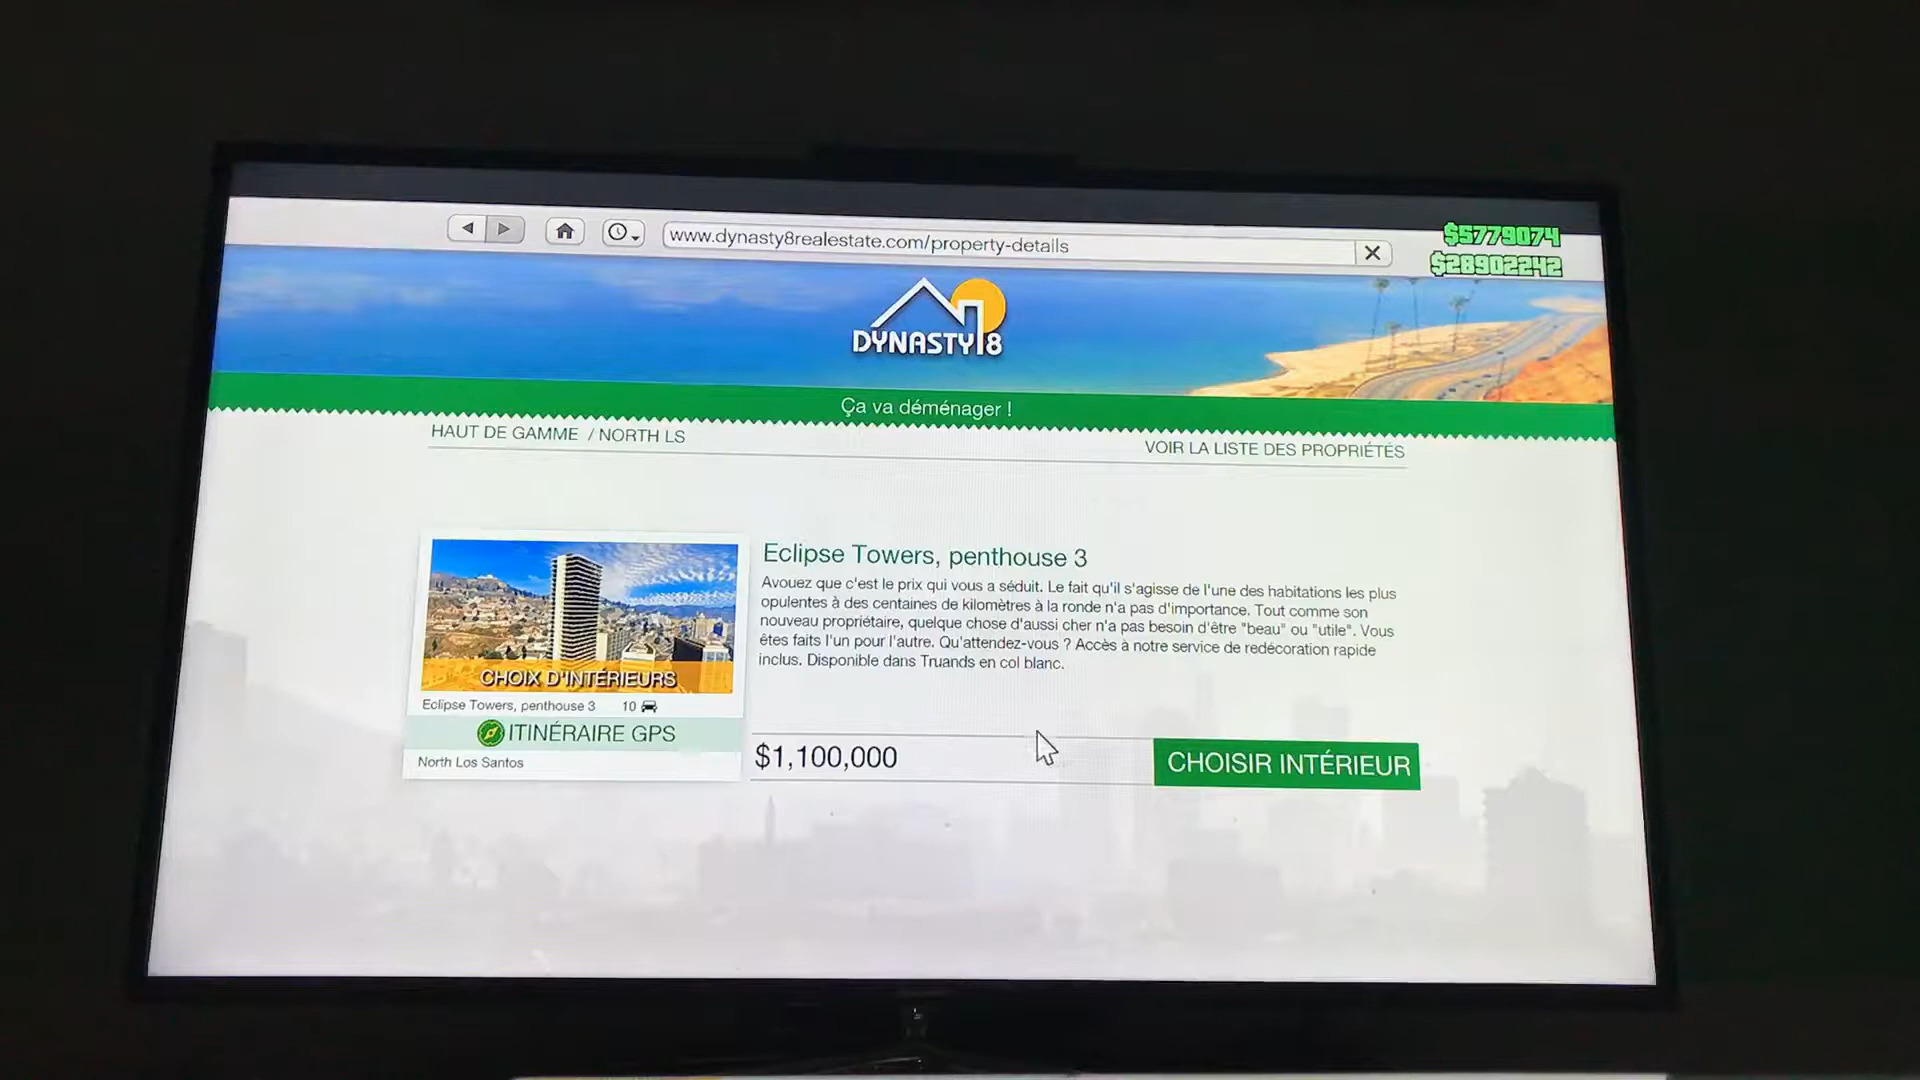 www.dynasty8realestate.com/property-details
$5779074
$28902242
DYNASTY 8
Ça va déménager !
HAUT DE GAMME / NORTH LS
VOIR LA LISTE DES PROPRIÉTÉS
CHOIX D'INTÉRIEURS
Eclipse Towers, penthouse 3 10
ITINÉRAIRE GPS
North Los Santos
Eclipse Towers, penthouse 3
Avouez que c'est le prix qui vous a séduit. Le fait qu'il s'agisse de l'une des habitations les plus
opulentes à des centaines de kilomètres à la ronde n'a pas d'importance. Tout comme son
nouveau propriétaire, quelque chose d'aussi cher n'a pas besoin d'être "beau" ou "utile". Vous
êtes faits l'un pour l'autre. Qu'attendez-vous ? Accès à notre service de redécoration rapide
inclus. Disponible dans Truands en col blanc.
$1,100,000
CHOISIR INTÉRIEUR